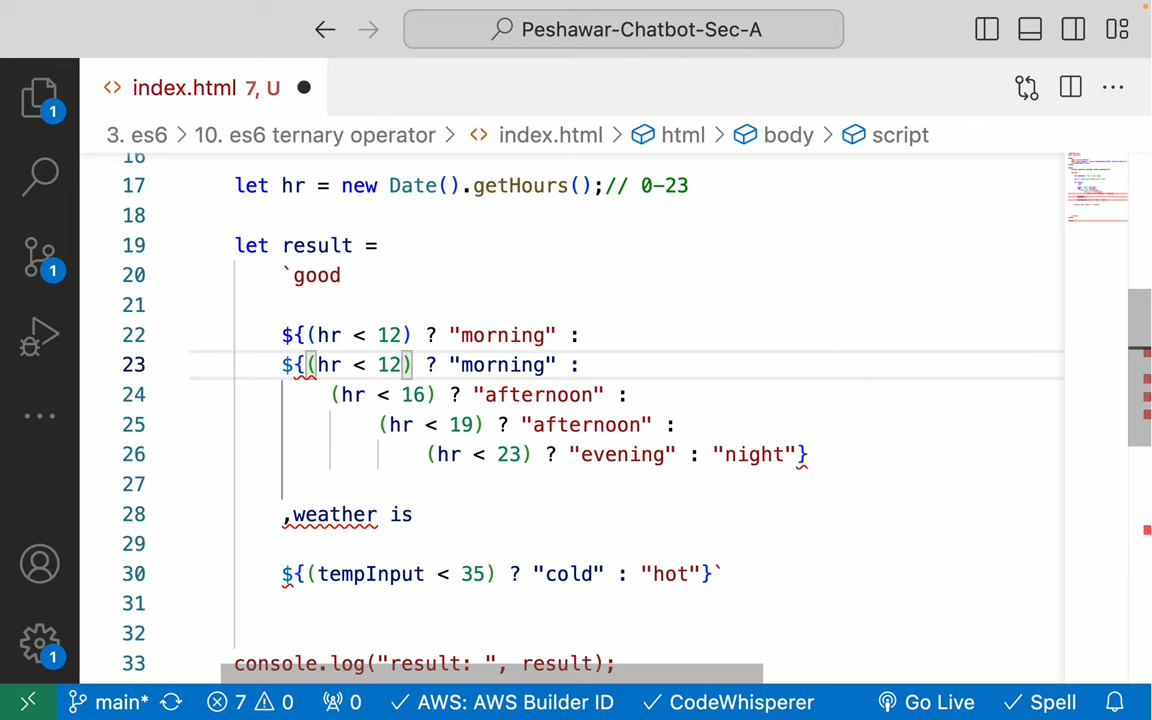 Peshawar-Chatbot-Sec-A
index.html 7, U
3. es6 > 10. es6 ternary operator > index.html > html > body > script
1
1
1
16
17 let hr = new Date().getHours();// 0–23
18
19 let result =
20 `good
21
22 ${(hr < 12) ? "morning" :
23 ${(hr < 12) ? "morning" :
24 (hr < 16) ? "afternoon" :
25 (hr < 19) ? "afternoon" :
26 (hr < 23) ? "evening" : "night"}
27
28 ,weather is
29
30 ${(tempInput < 35) ? "cold" : "hot"}`
31
32
33 console.log("result: ", result);
main* 7 0 0 AWS: AWS Builder ID CodeWhisperer Go Live Spell